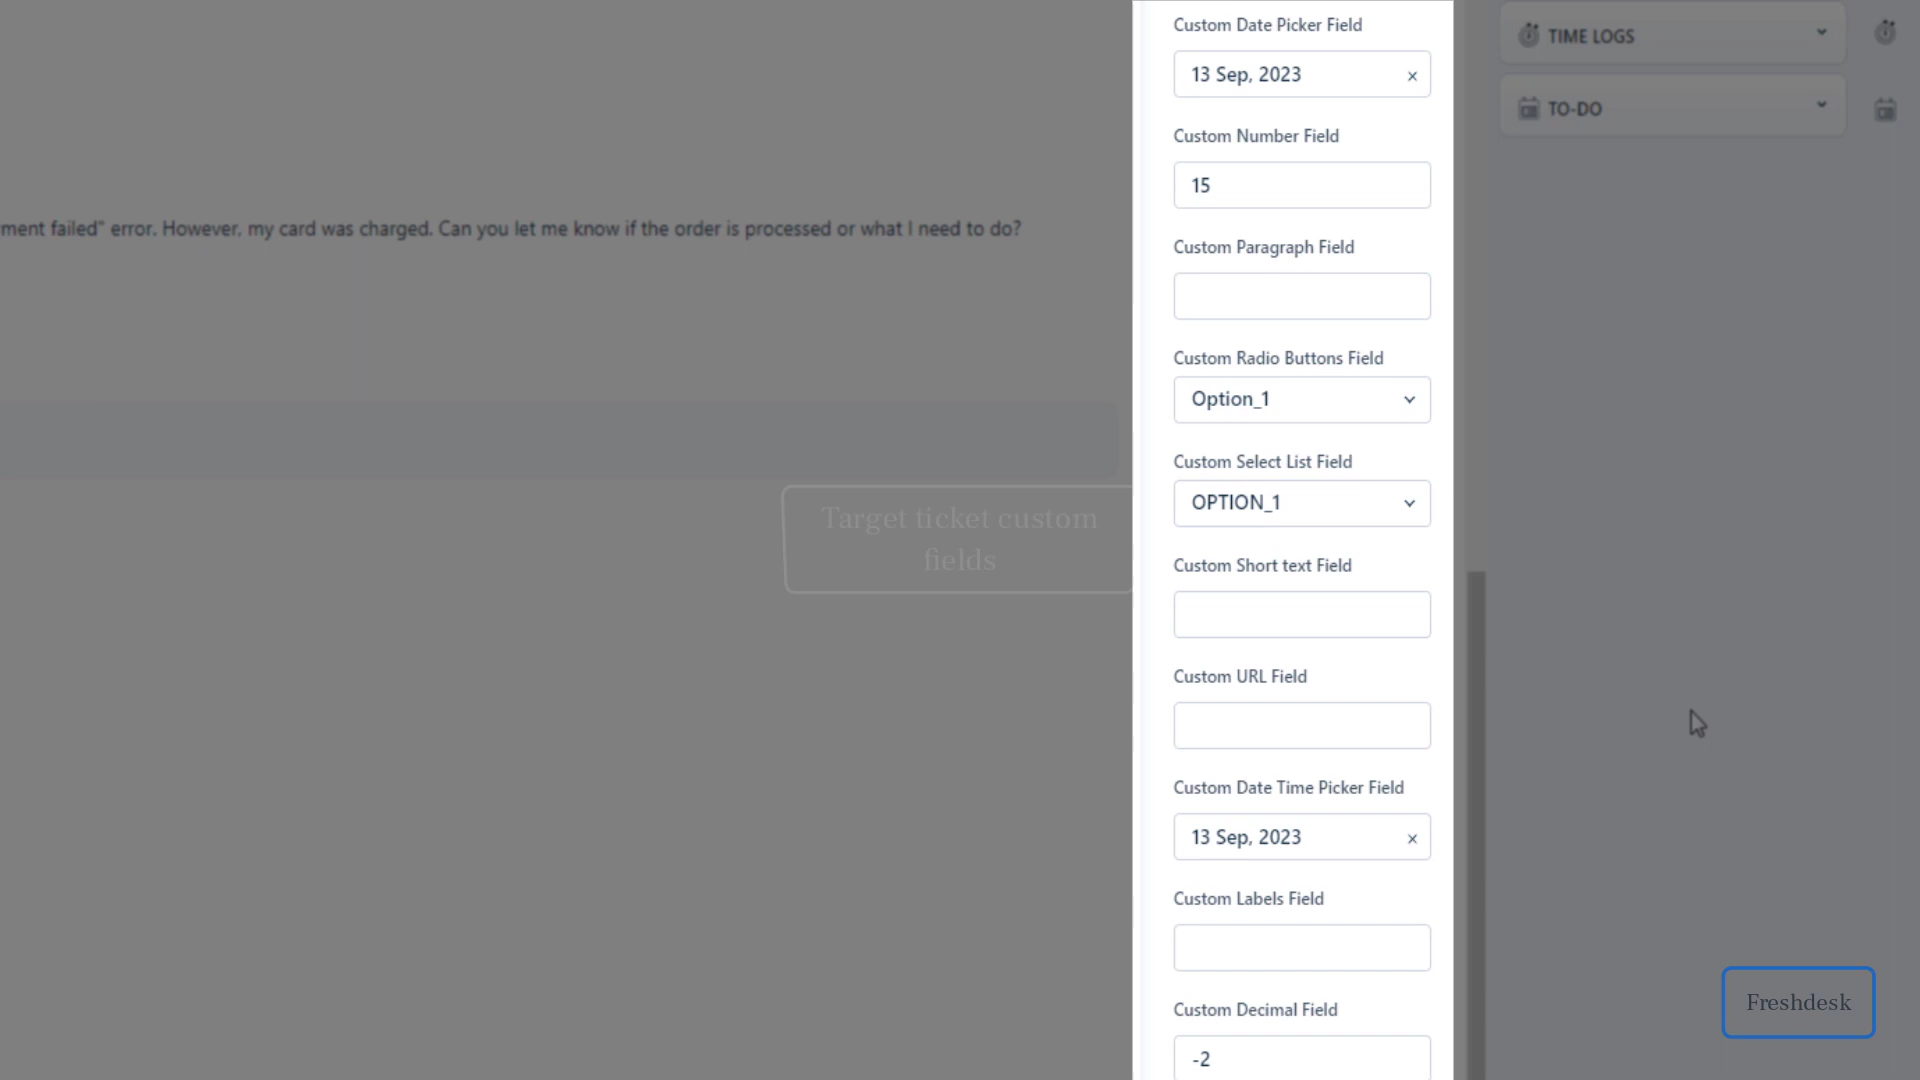 Custom Date Picker Field
13 Sep, 2023
Custom Number Field
15
Custom Paragraph Field
Custom Radio Buttons Field
Option_1
Custom Select List Field
OPTION_1
Custom Short text Field
Custom URL Field
Custom Date Time Picker Field
13 Sep, 2023
Custom Labels Field
Custom Decimal Field
-2
TIME LOGS
TO-DO
ment failed" error. However, my card was charged. Can you let me know if the order is processed or what I need to do?
Target ticket custom
fields
Freshdesk